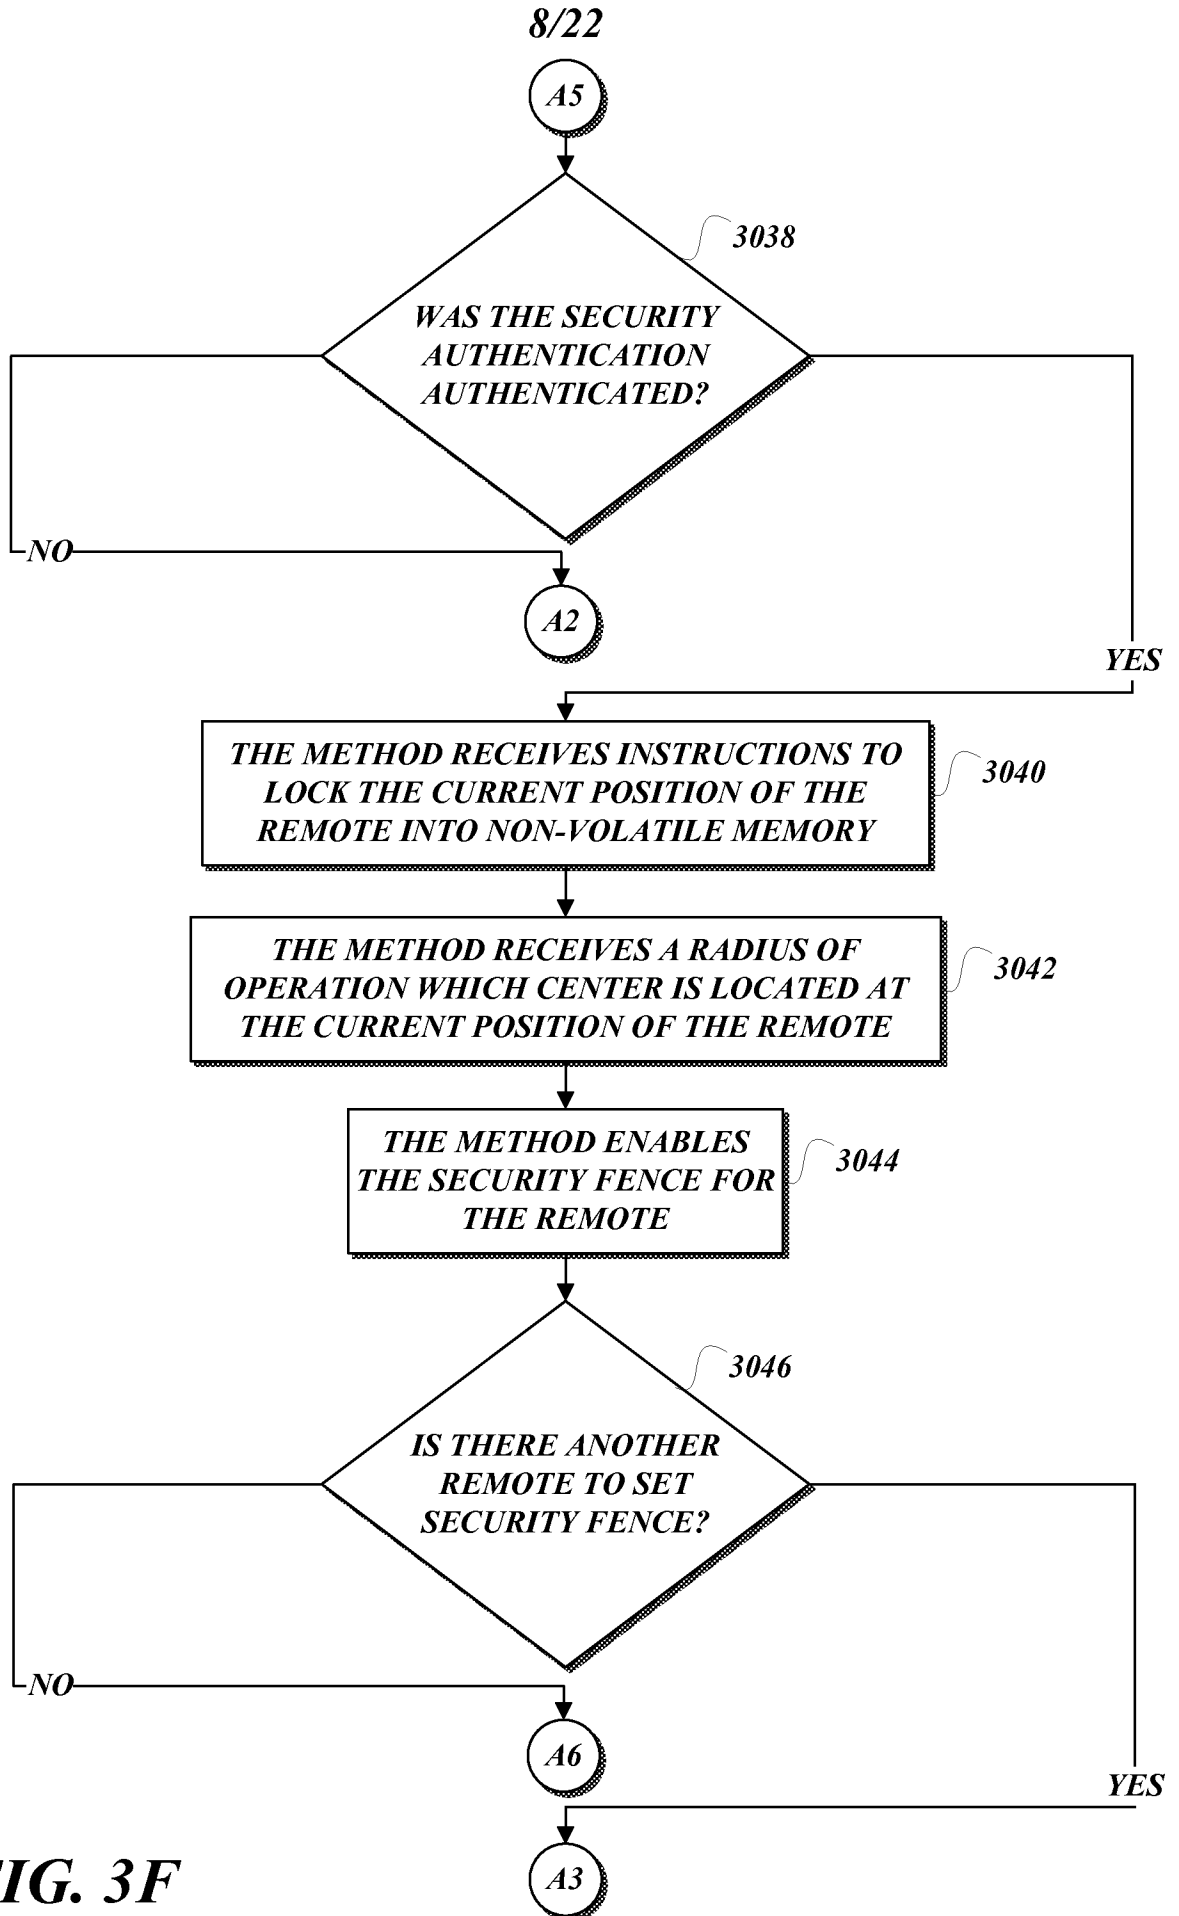 8/22
A5
3038
WAS THE SECURITY
AUTHENTICATION
AUTHENTICATED?
NO
A2
YES
THE METHOD RECEIVES INSTRUCTIONS TO
LOCK THE CURRENT POSITION OF THE
REMOTE INTO NON-VOLATILE MEMORY
3040
THE METHOD RECEIVES A RADIUS OF
OPERATION WHICH CENTER IS LOCATED AT
THE CURRENT POSITION OF THE REMOTE
3042
THE METHOD ENABLES
THE SECURITY FENCE FOR
THE REMOTE
3044
3046
IS THERE ANOTHER
REMOTE TO SET
SECURITY FENCE?
NO
A6
YES
A3
FIG. 3F